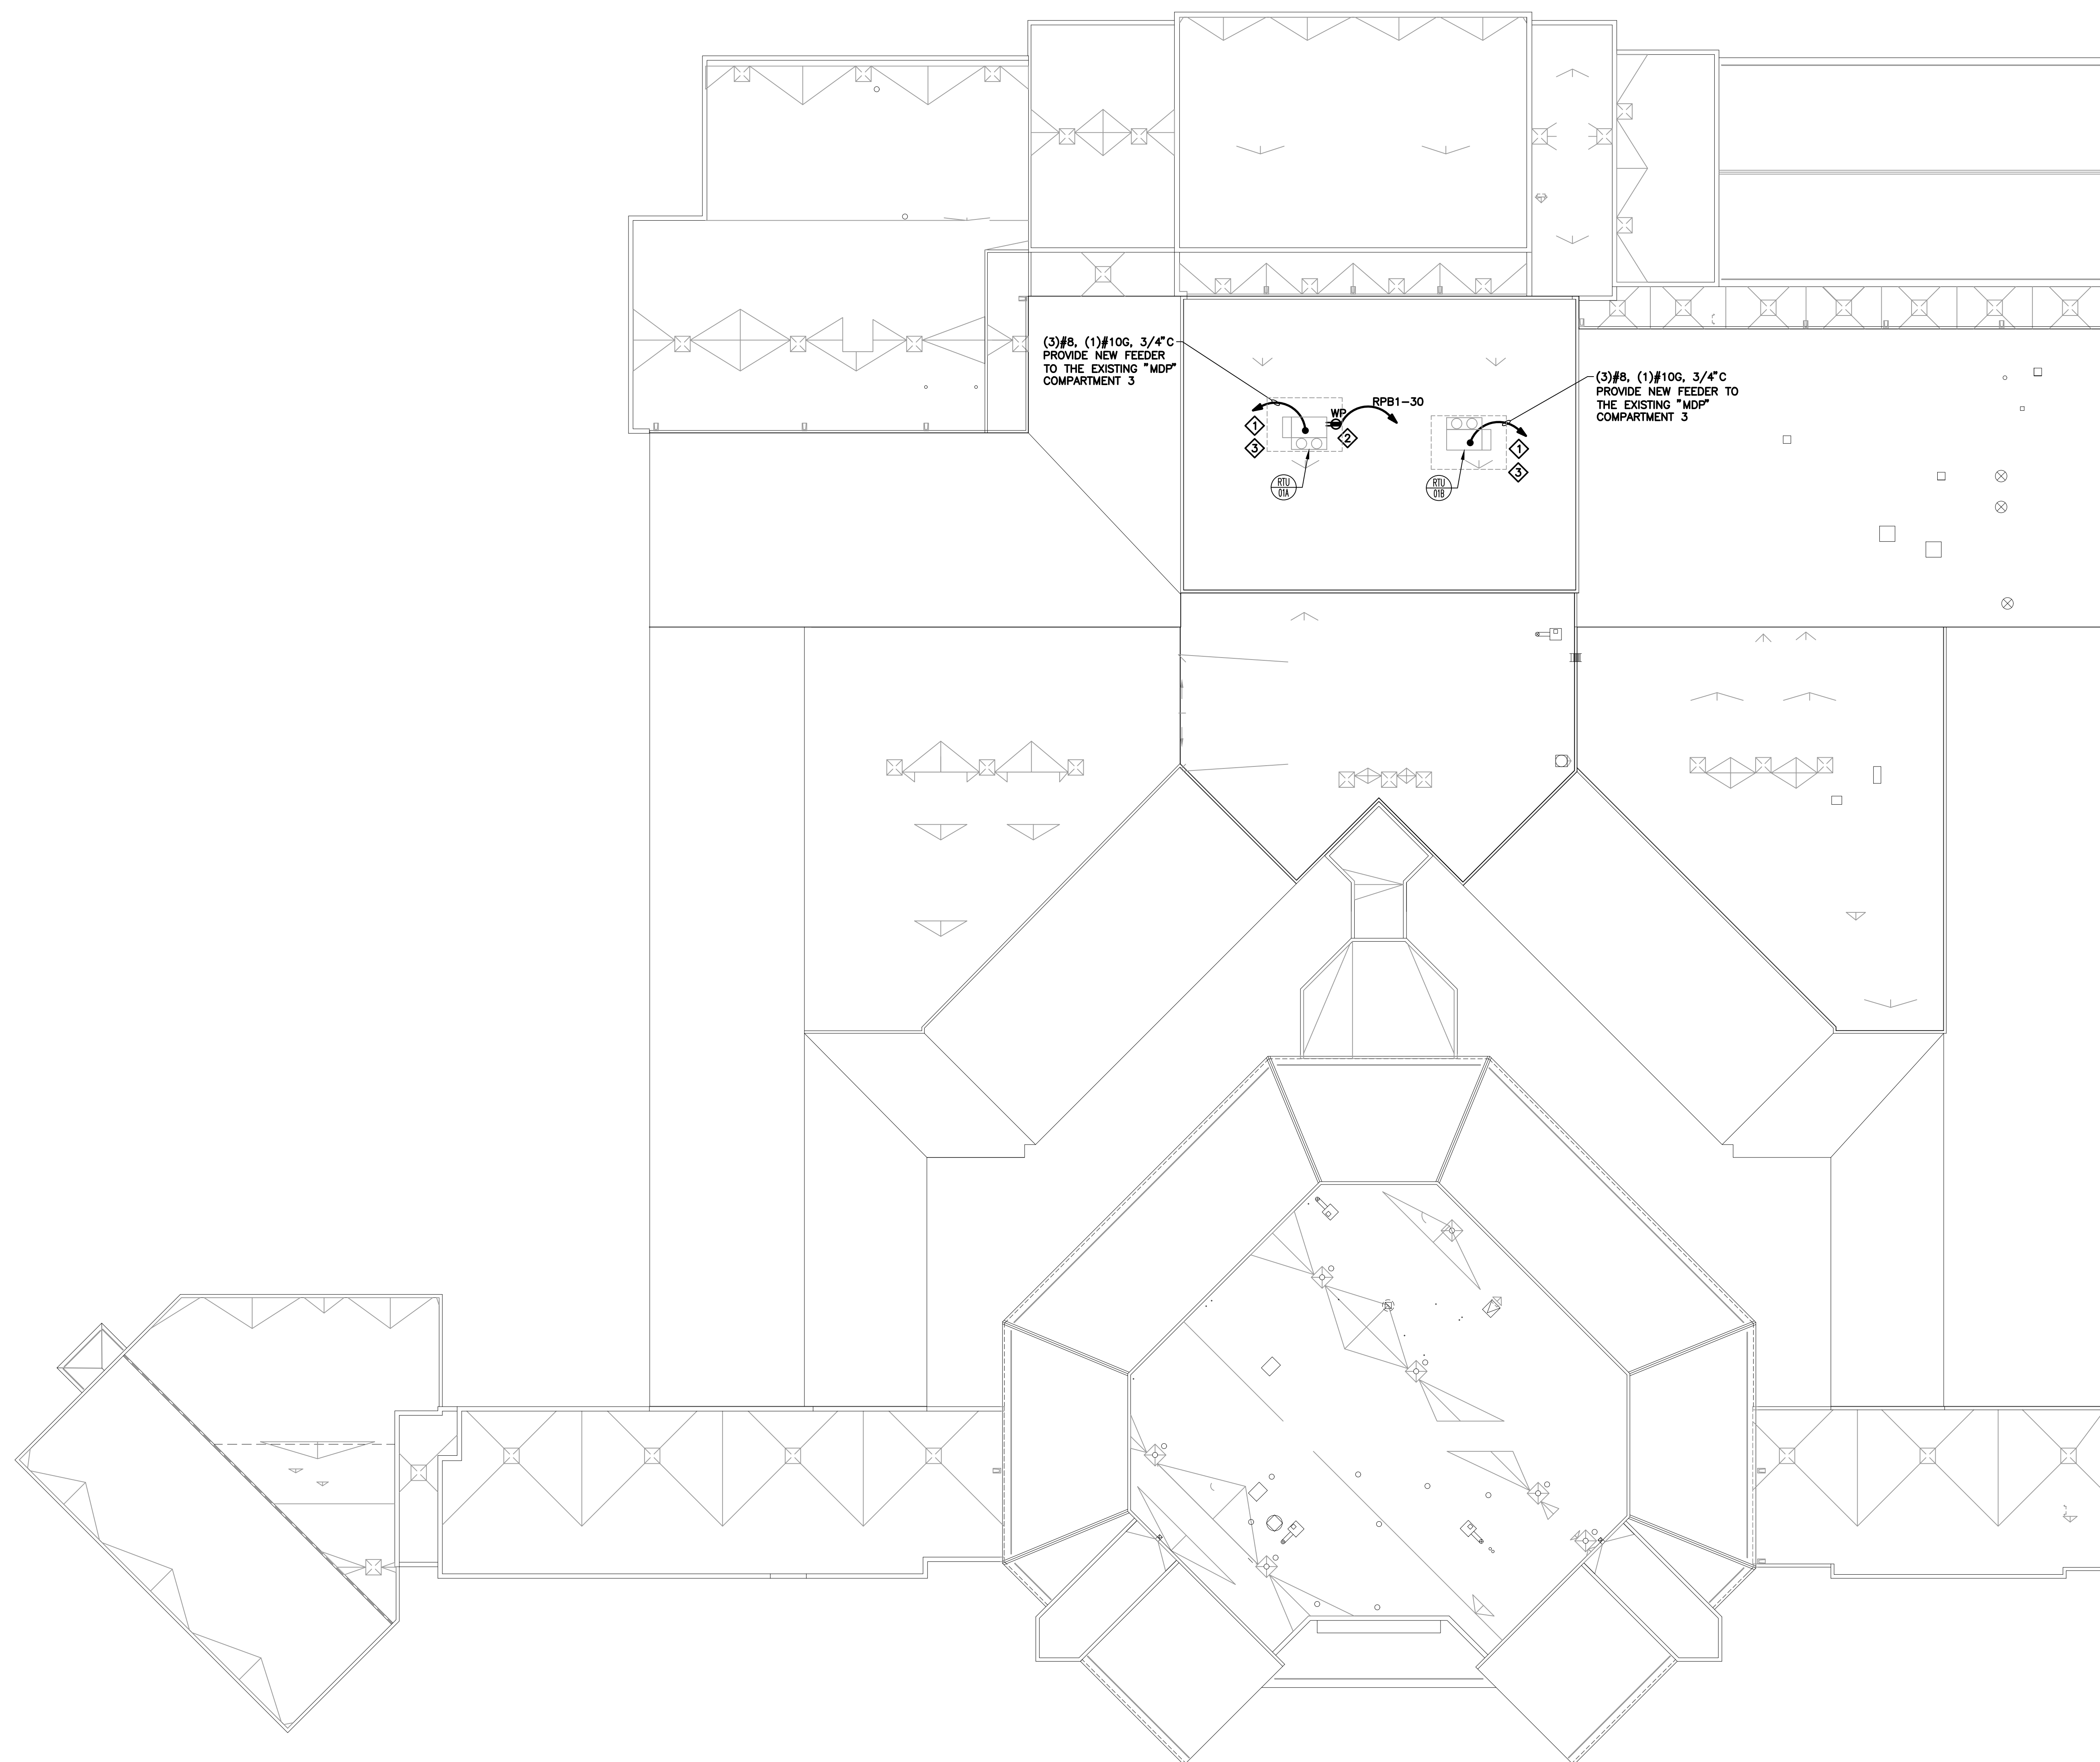 (3)#8, (1)#10G, 3/4"C
PROVIDE NEW FEEDER
TO THE EXISTING "MDP"
COMPARTMENT 3
(3)#8, (1)#10G, 3/4"C
PROVIDE NEW FEEDER TO
THE EXISTING "MDP"
COMPARTMENT 3
WP
RPB1-30
1
3
2
1
3
RTU
01A
RTU
01B